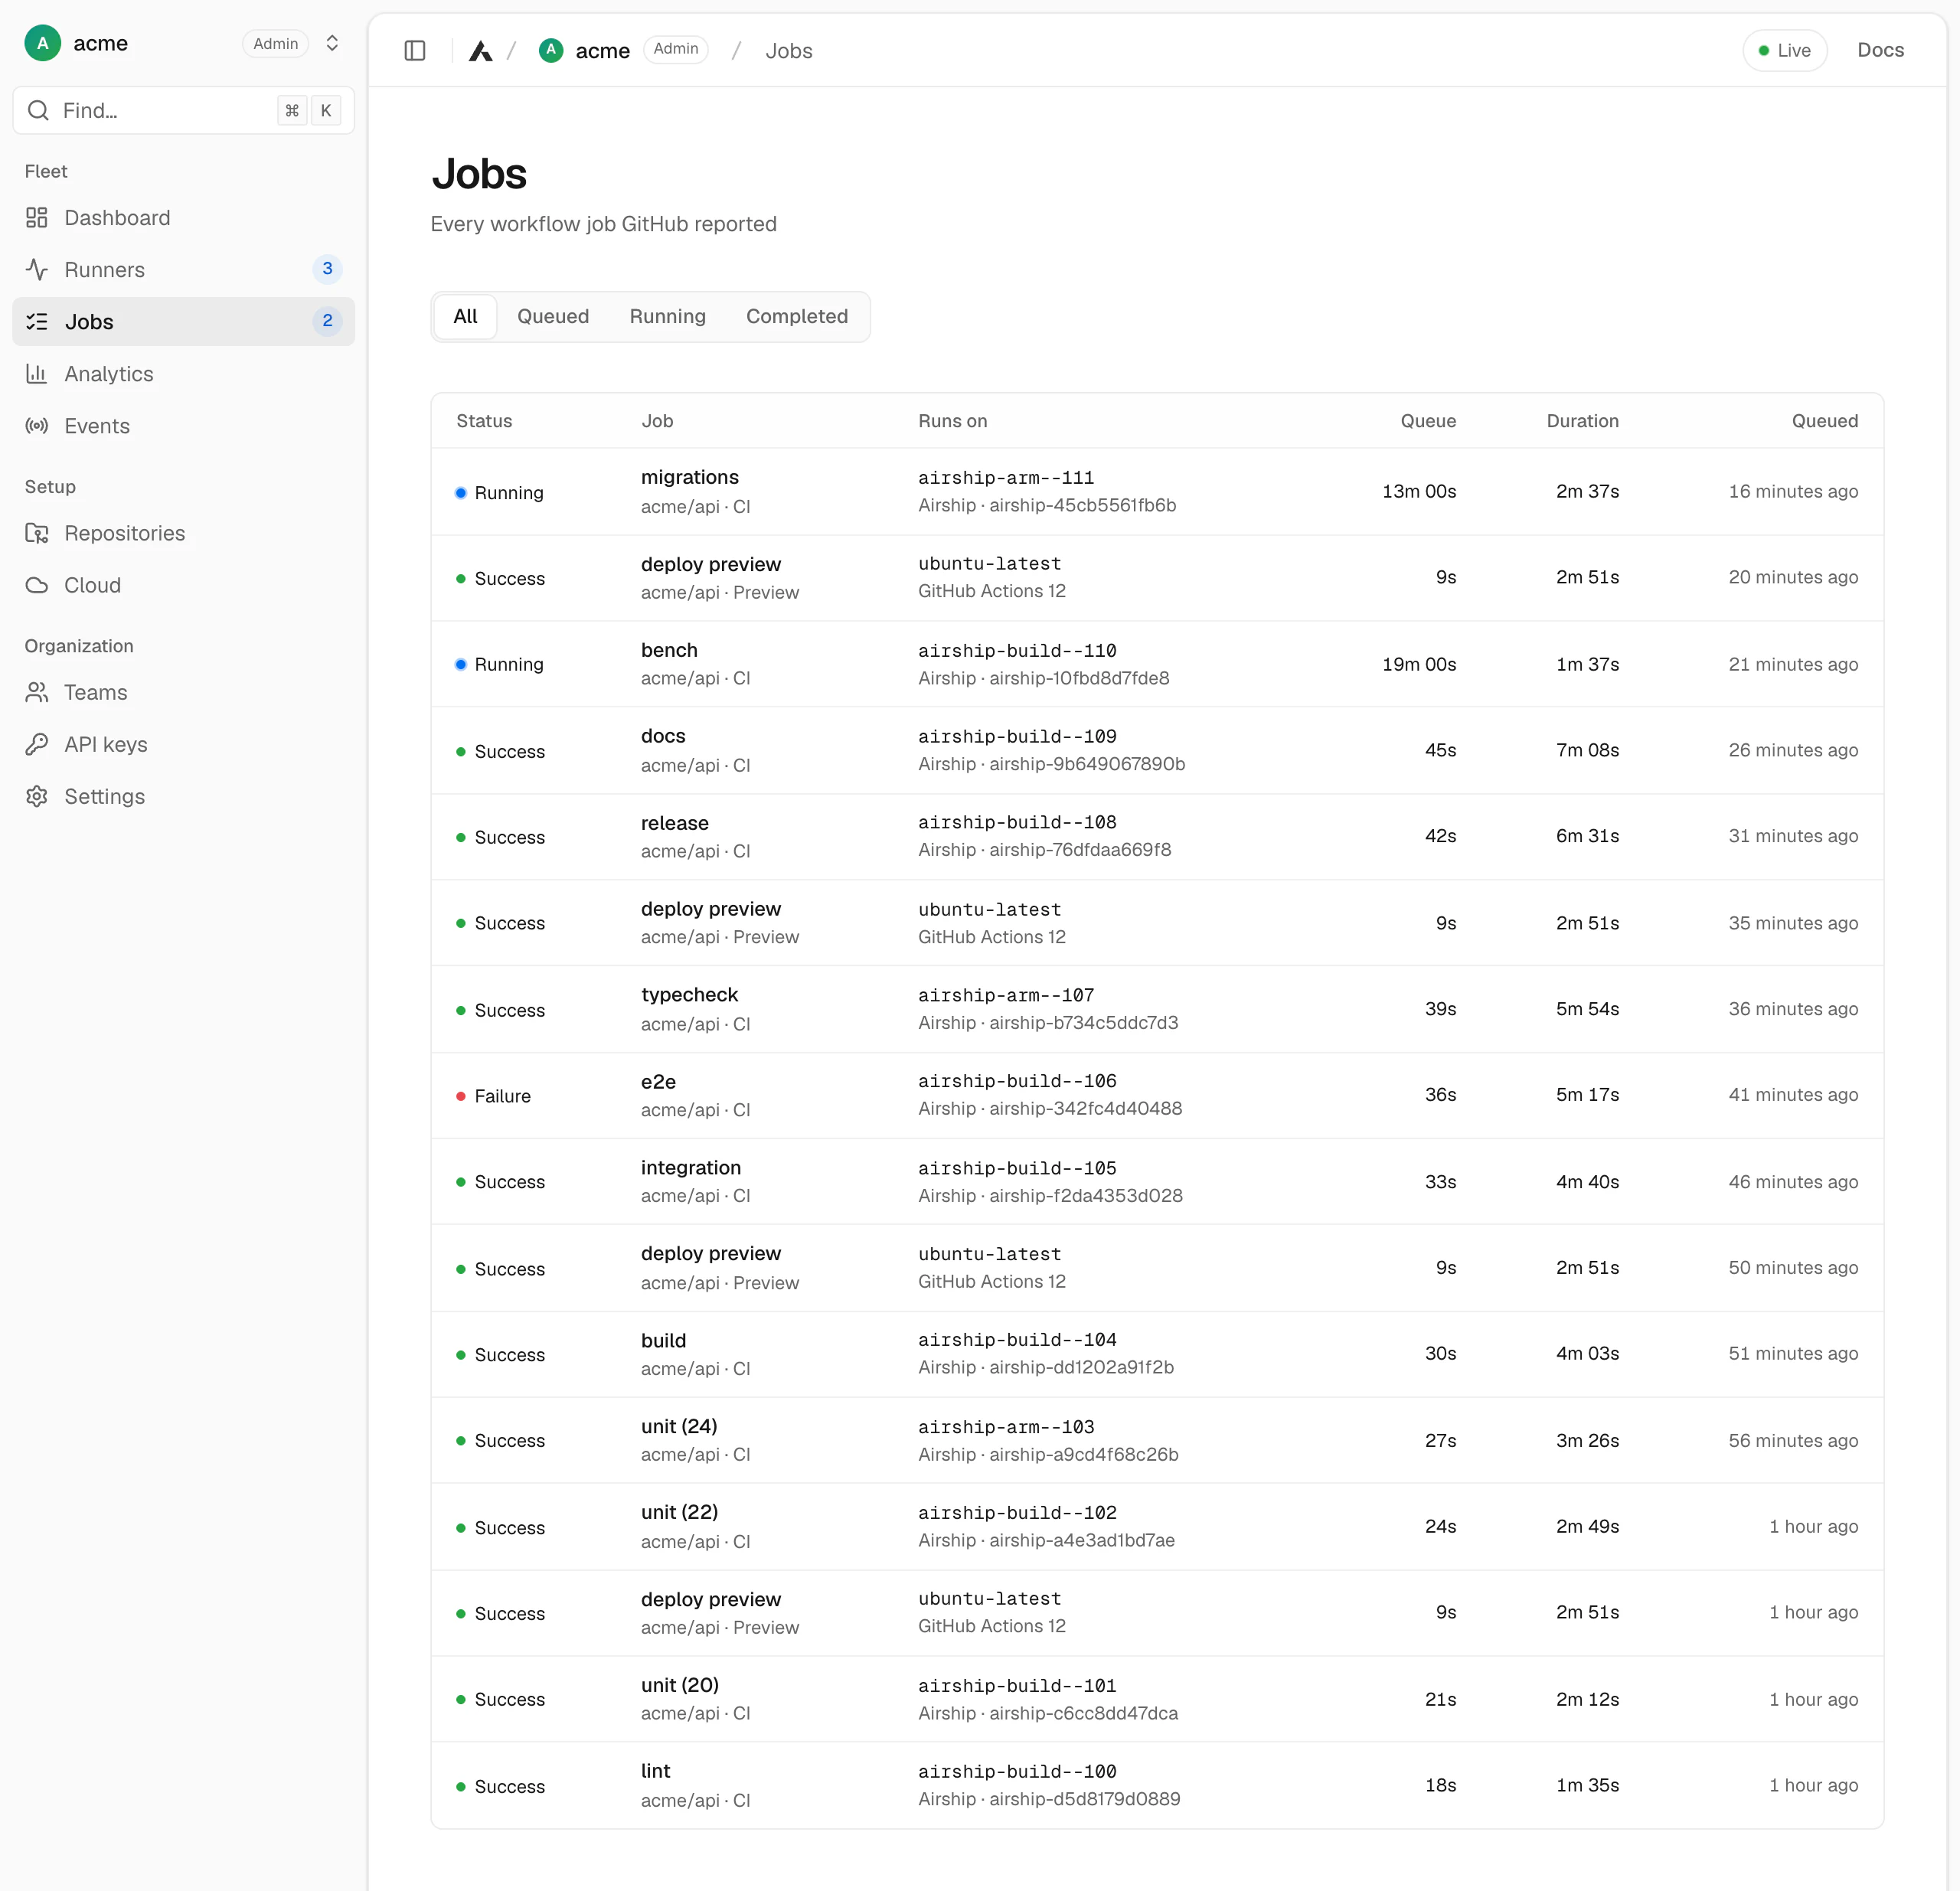 A acme Admin
Find... ⌘ K
Fleet
Dashboard
Runners 3
Jobs 2
Analytics
Events
Setup
Repositories
Cloud
Organization
Teams
API keys
Settings
/ A acme Admin / Jobs
Live Docs
Jobs
Every workflow job GitHub reported
All Queued Running Completed
Status Job Runs on Queue Duration Queued
Running migrations airship-arm--111 13m 00s 2m 37s 16 minutes ago
acme/api · CI Airship · airship-45cb5561fb6b
Success deploy preview ubuntu-latest 9s 2m 51s 20 minutes ago
acme/api · Preview GitHub Actions 12
Running bench airship-build--110 19m 00s 1m 37s 21 minutes ago
acme/api · CI Airship · airship-10fbd8d7fde8
Success docs airship-build--109 45s 7m 08s 26 minutes ago
acme/api · CI Airship · airship-9b649067890b
Success release airship-build--108 42s 6m 31s 31 minutes ago
acme/api · CI Airship · airship-76dfdaa669f8
Success deploy preview ubuntu-latest 9s 2m 51s 35 minutes ago
acme/api · Preview GitHub Actions 12
Success typecheck airship-arm--107 39s 5m 54s 36 minutes ago
acme/api · CI Airship · airship-b734c5ddc7d3
Failure e2e airship-build--106 36s 5m 17s 41 minutes ago
acme/api · CI Airship · airship-342fc4d40488
Success integration airship-build--105 33s 4m 40s 46 minutes ago
acme/api · CI Airship · airship-f2da4353d028
Success deploy preview ubuntu-latest 9s 2m 51s 50 minutes ago
acme/api · Preview GitHub Actions 12
Success build airship-build--104 30s 4m 03s 51 minutes ago
acme/api · CI Airship · airship-dd1202a91f2b
Success unit (24) airship-arm--103 27s 3m 26s 56 minutes ago
acme/api · CI Airship · airship-a9cd4f68c26b
Success unit (22) airship-build--102 24s 2m 49s 1 hour ago
acme/api · CI Airship · airship-a4e3ad1bd7ae
Success deploy preview ubuntu-latest 9s 2m 51s 1 hour ago
acme/api · Preview GitHub Actions 12
Success unit (20) airship-build--101 21s 2m 12s 1 hour ago
acme/api · CI Airship · airship-c6cc8dd47dca
Success lint airship-build--100 18s 1m 35s 1 hour ago
acme/api · CI Airship · airship-d5d8179d0889